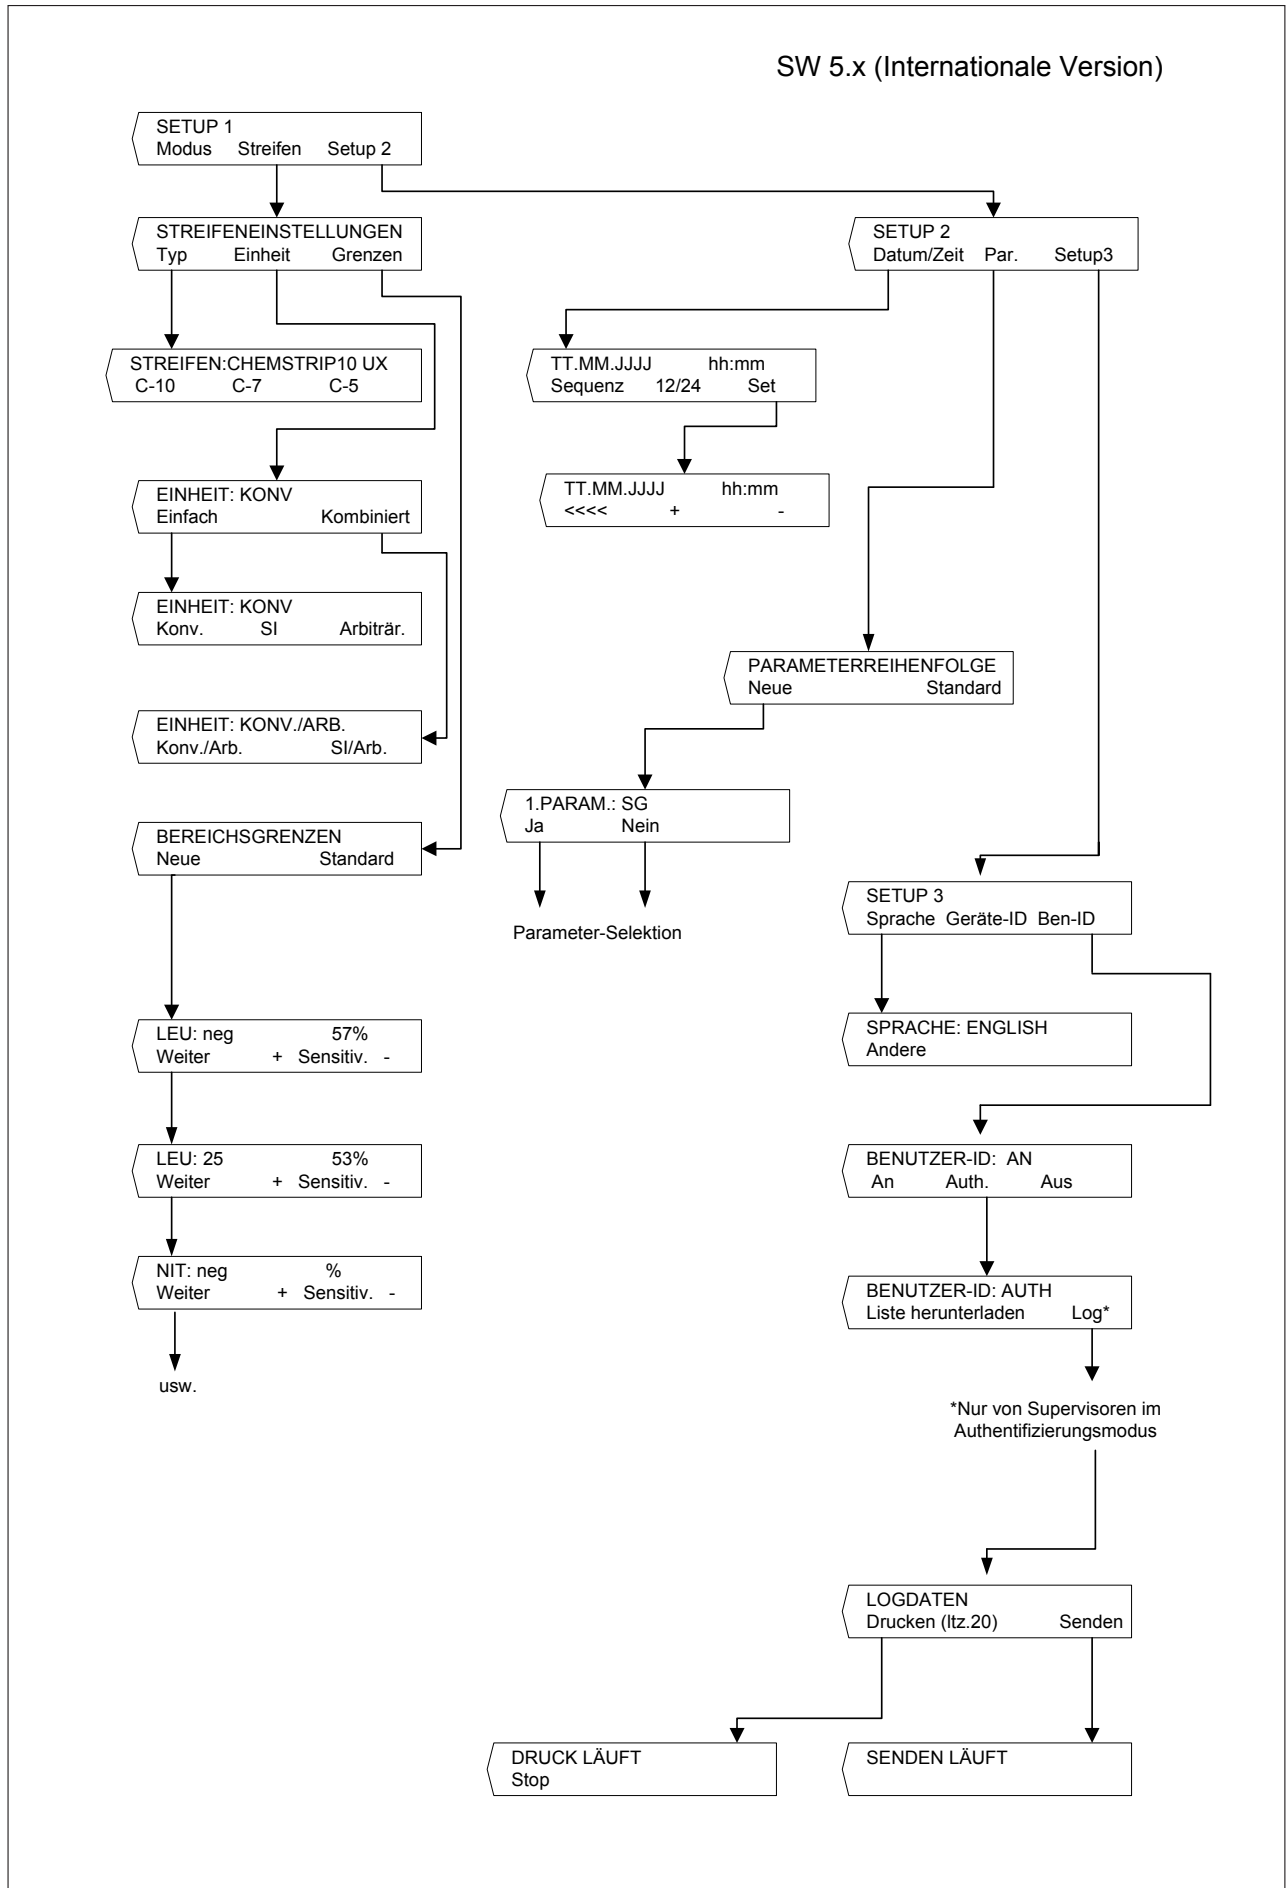 SW 5.x (Internationale Version)
SETUP 1
Modus Streifen Setup 2
STREIFENEINSTELLUNGEN
Typ Einheit Grenzen
SETUP 2
Datum/Zeit Par. Setup3
STREIFEN:CHEMSTRIP10 UX
C-10 C-7 C-5
TT.MM.JJJJ hh:mm
Sequenz 12/24 Set
EINHEIT: KONV
Einfach Kombiniert
TT.MM.JJJJ hh:mm
<<<< + -
EINHEIT: KONV
Konv. SI Arbiträr.
PARAMETERREIHENFOLGE
Neue Standard
EINHEIT: KONV./ARB.
Konv./Arb. SI/Arb.
1.PARAM.: SG
Ja Nein
BEREICHSGRENZEN
Neue Standard
Parameter-Selektion
SETUP 3
Sprache Geräte-ID Ben-ID
LEU: neg 57%
Weiter + Sensitiv. -
SPRACHE: ENGLISH
Andere
LEU: 25 53%
Weiter + Sensitiv. -
BENUTZER-ID: AN
An Auth. Aus
NIT: neg %
Weiter + Sensitiv. -
usw.
BENUTZER-ID: AUTH
Liste herunterladen Log*
*Nur von Supervisoren im
Authentifizierungsmodus
LOGDATEN
Drucken (ltz.20) Senden
DRUCK LÄUFT
Stop
SENDEN LÄUFT